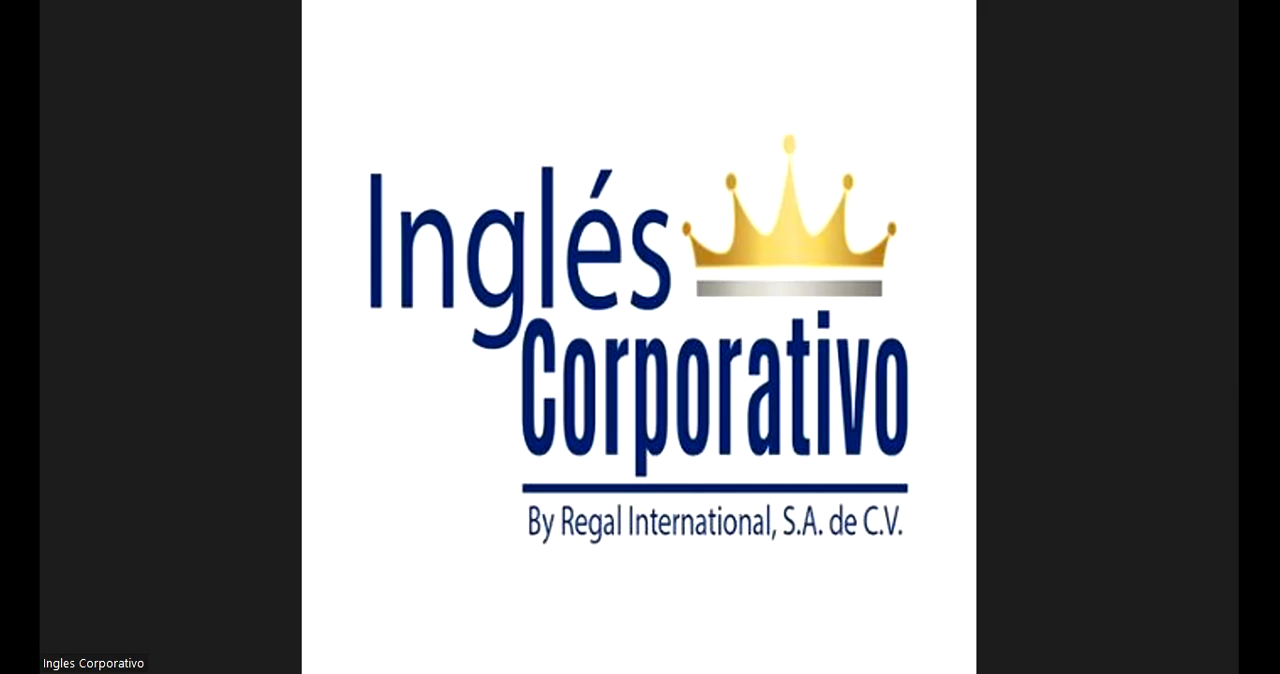 Inglés
Corporativo
By Regal International, S.A. de C.V.
Ingles Corporativo